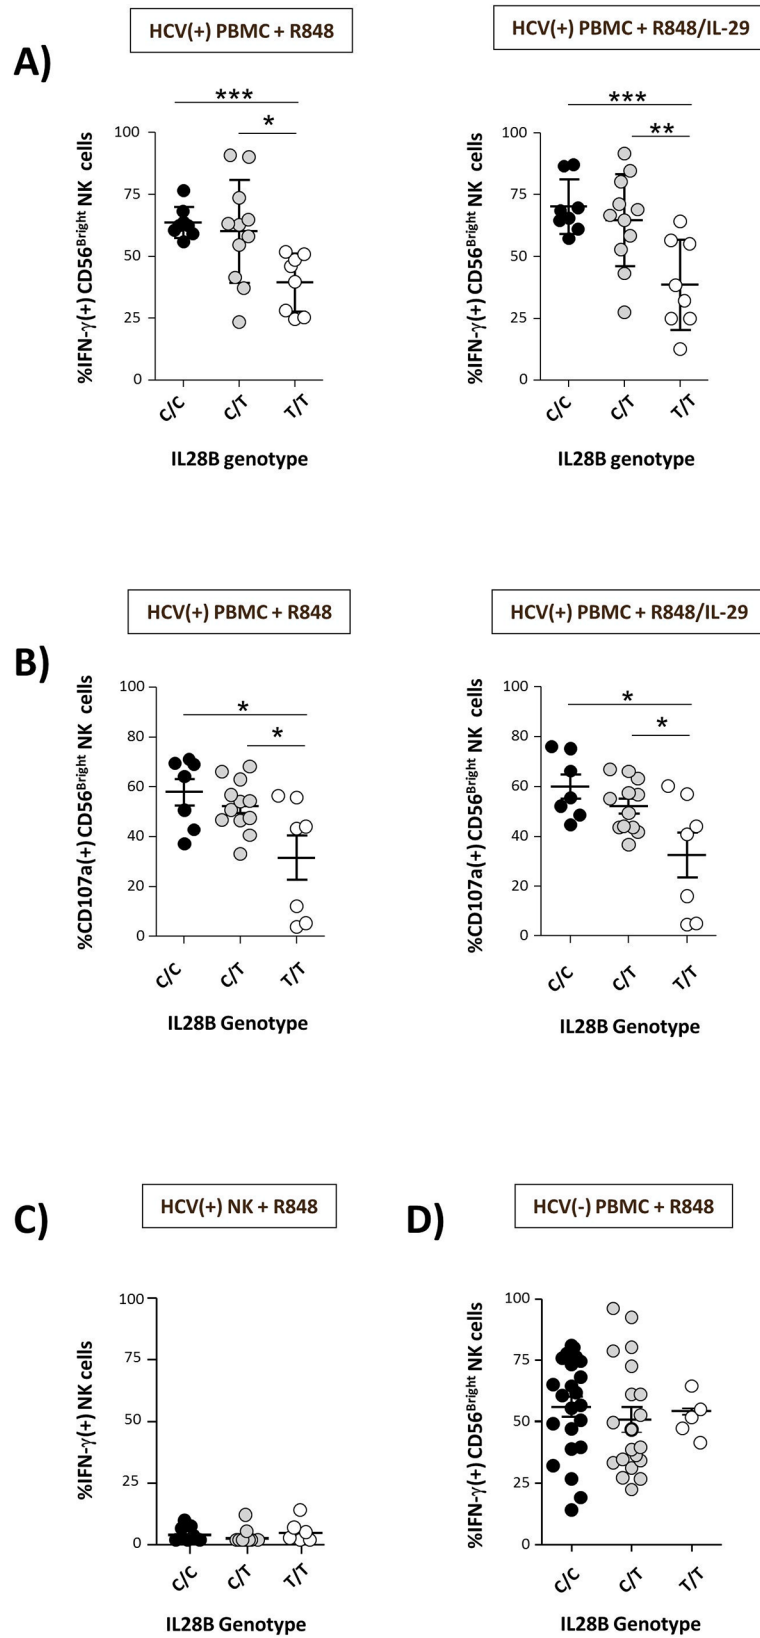 HCV(+) PBMC + R848
HCV(+) PBMC + R848/IL-29
A)
***
*
%IFN-γ(+) CD56Bright NK cells
100
75
50
25
0
C/C
C/T
T/T
IL28B genotype
***
**
%IFN-γ(+) CD56Bright NK cells
100
75
50
25
0
C/C
C/T
T/T
IL28B genotype
HCV(+) PBMC + R848
HCV(+) PBMC + R848/IL-29
B)
*
*
%CD107a(+) CD56Bright NK cells
100
80
60
40
20
0
C/C
C/T
T/T
IL28B Genotype
*
*
%CD107a(+) CD56Bright NK cells
100
80
60
40
20
0
C/C
C/T
T/T
IL28B Genotype
C)
HCV(+) NK + R848
%IFN-γ(+) NK cells
100
75
50
25
0
C/C
C/T
T/T
IL28B Genotype
D)
HCV(-) PBMC + R848
%IFN-γ(+) CD56Bright NK cells
100
75
50
25
0
C/C
C/T
T/T
IL28B Genotype